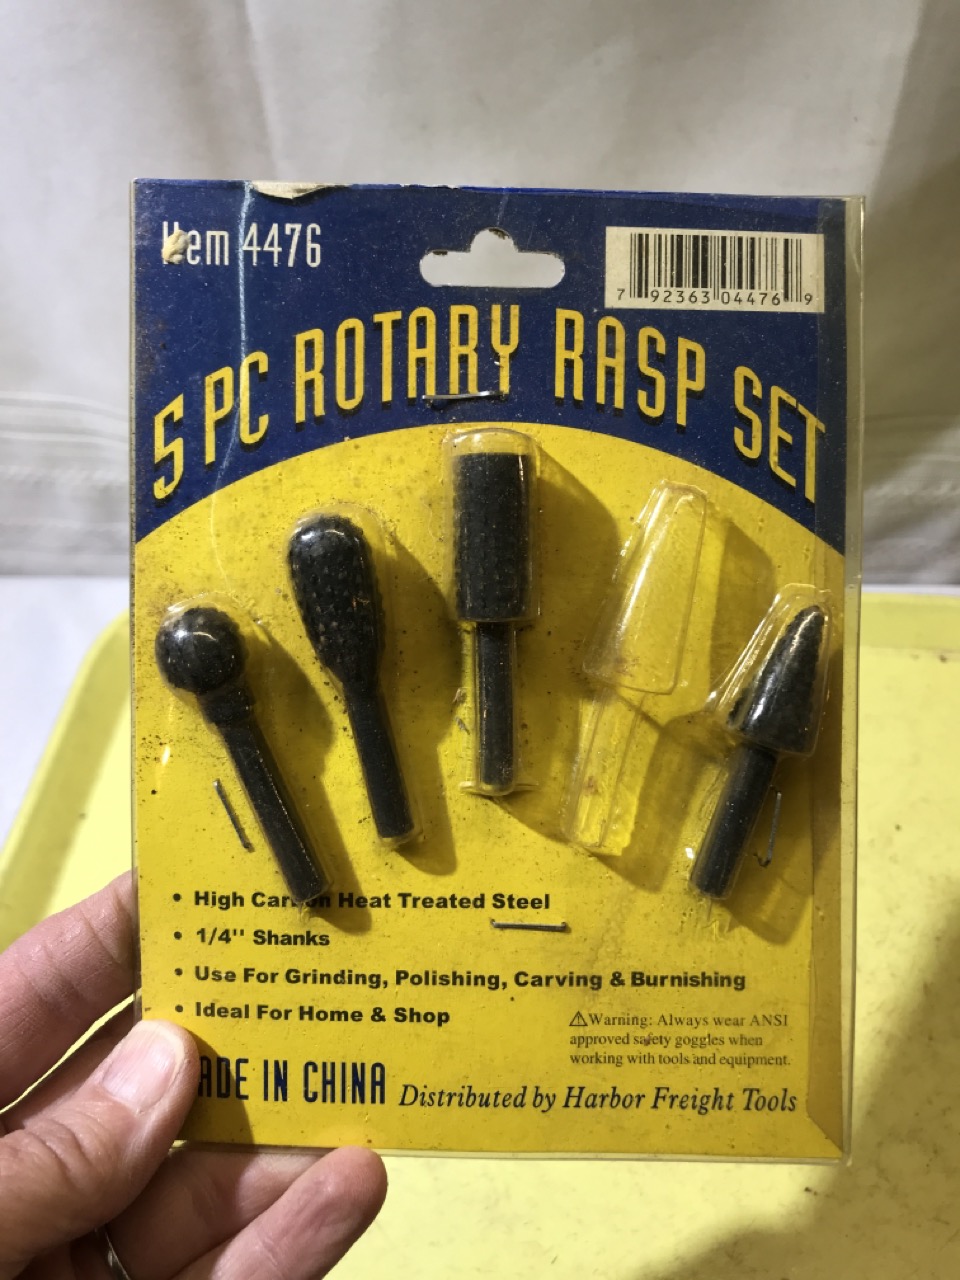 Item 4476
7 92363 04476 9
5 PC ROTARY RASP SET
• High Carbon Heat Treated Steel
• 1/4" Shanks
• Use For Grinding, Polishing, Carving & Burnishing
• Ideal For Home & Shop
⚠Warning: Always wear ANSI
approved safety goggles when
working with tools and equipment.
MADE IN CHINA Distributed by Harbor Freight Tools